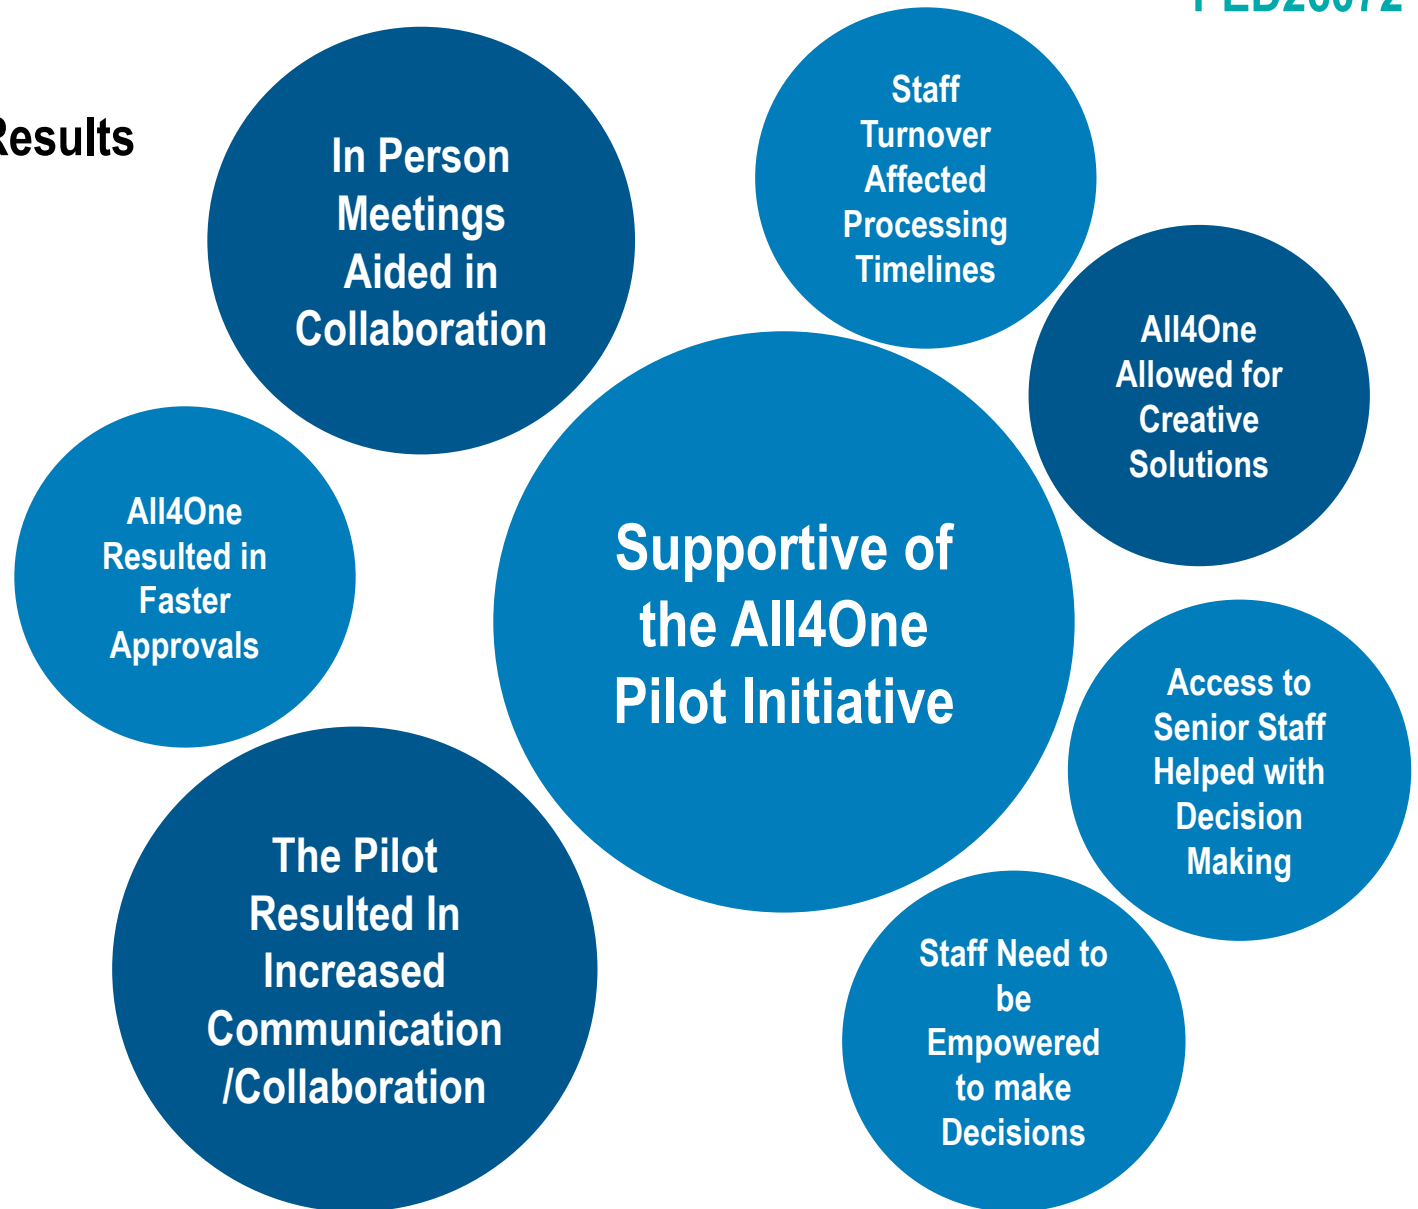 Results
In Person
Meetings
Aided in
Collaboration
Staff
Turnover
Affected
Processing
Timelines
All4One
Allowed for
Creative
Solutions
All4One
Resulted in
Faster
Approvals
Supportive of
the All4One
Pilot Initiative
Access to
Senior Staff
Helped with
Decision
Making
The Pilot
Resulted In
Increased
Communication
/Collaboration
Staff Need to
be
Empowered
to make
Decisions